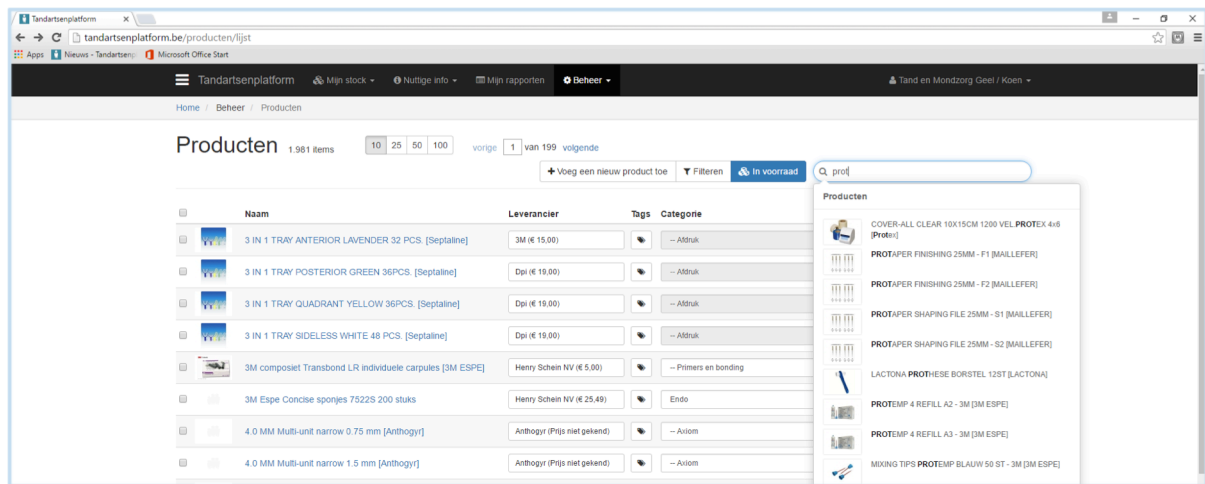 Tandartsenplatform
tandartsenplatform.be/producten/lijst
Apps Nieuws - Tandartsenp Microsoft Office Start
Tandartsenplatform Mijn stock Nuttige info Mijn rapporten Beheer Tand en Mondzorg Geel / Koen
Home / Beheer / Producten
Producten 1.981 items 10 25 50 100 vorige 1 van 199 volgende
+ Voeg een nieuw product toe Filteren In voorraad prot
Producten
Naam Leverancier Tags Categorie
COVER-ALL CLEAR 10X15CM 1200 VEL PROTEX 4x6
[Protex]
3 IN 1 TRAY ANTERIOR LAVENDER 32 PCS. [Septaline] 3M (€ 15,00) -- Afdruk
PROTAPER FINISHING 25MM - F1 [MAILLEFER]
3 IN 1 TRAY POSTERIOR GREEN 36PCS. [Septaline] Dpi (€ 19,00) -- Afdruk
PROTAPER FINISHING 25MM - F2 [MAILLEFER]
3 IN 1 TRAY QUADRANT YELLOW 36PCS. [Septaline] Dpi (€ 19,00) -- Afdruk
PROTAPER SHAPING FILE 25MM - S1 [MAILLEFER]
3 IN 1 TRAY SIDELESS WHITE 48 PCS. [Septaline] Dpi (€ 19,00) -- Afdruk
PROTAPER SHAPING FILE 25MM - S2 [MAILLEFER]
3M composiet Transbond LR individuele carpules [3M ESPE] Henry Schein NV (€ 5,00) -- Primers en bonding
LACTONA PROTHESE BORSTEL 12ST [LACTONA]
3M Espe Concise sponjes 7522S 200 stuks Henry Schein NV (€ 25,49) Endo
PROTEMP 4 REFILL A2 - 3M [3M ESPE]
4.0 MM Multi-unit narrow 0.75 mm [Anthogyr] Anthogyr (Prijs niet gekend) -- Axiom
PROTEMP 4 REFILL A3 - 3M [3M ESPE]
4.0 MM Multi-unit narrow 1.5 mm [Anthogyr] Anthogyr (Prijs niet gekend) -- Axiom
MIXING TIPS PROTEMP BLAUW 50 ST - 3M [3M ESPE]